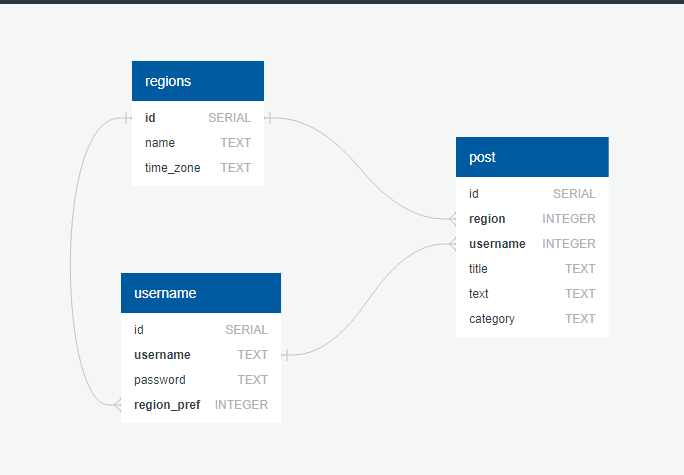 regions
id SERIAL
name TEXT
time_zone TEXT
post
id SERIAL
region INTEGER
username INTEGER
title TEXT
text TEXT
category TEXT
username
id SERIAL
username TEXT
password TEXT
region_pref INTEGER